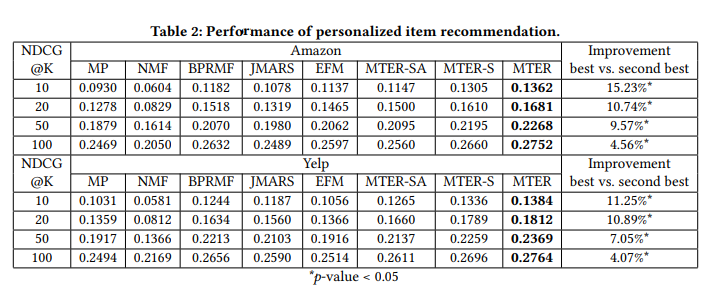 Table 2: Performance of personalized item recommendation.
NDCG Amazon Improvement
@K MP NMF BPRMF JMARS EFM MTER-SA MTER-S MTER best vs. second best
10 0.0930 0.0604 0.1182 0.1078 0.1137 0.1147 0.1305 0.1362 15.23%*
20 0.1278 0.0829 0.1518 0.1319 0.1465 0.1500 0.1610 0.1681 10.74%*
50 0.1879 0.1614 0.2070 0.1980 0.2062 0.2095 0.2195 0.2268 9.57%*
100 0.2469 0.2050 0.2632 0.2489 0.2597 0.2560 0.2660 0.2752 4.56%*
NDCG Yelp Improvement
@K MP NMF BPRMF JMARS EFM MTER-SA MTER-S MTER best vs. second best
10 0.1031 0.0581 0.1244 0.1187 0.1056 0.1265 0.1336 0.1384 11.25%*
20 0.1359 0.0812 0.1634 0.1560 0.1366 0.1660 0.1789 0.1812 10.89%*
50 0.1917 0.1366 0.2213 0.2103 0.1916 0.2137 0.2259 0.2369 7.05%*
100 0.2494 0.2169 0.2656 0.2590 0.2514 0.2611 0.2696 0.2764 4.07%*
*p-value < 0.05